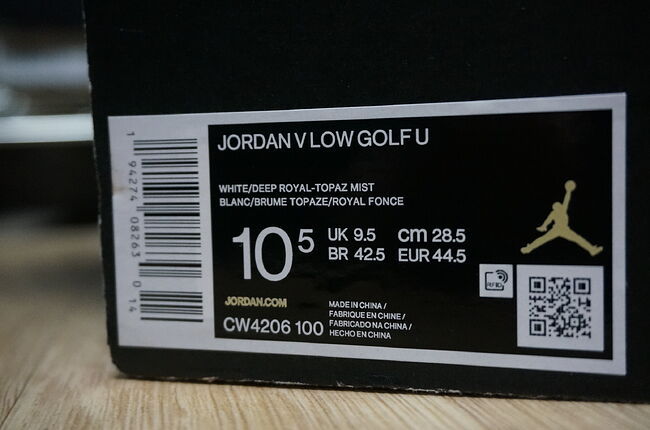 JORDAN V LOW GOLF U
WHITE/DEEP ROYAL-TOPAZ MIST
BLANC/BRUME TOPAZE/ROYAL FONCE
10 5
UK 9.5 cm 28.5
BR 42.5 EUR 44.5
RFID
JORDAN.COM
CW4206 100
MADE IN CHINA /
FABRIQUE EN CHINE /
FABRICADO NA CHINA /
HECHO EN CHINA
1 94274 08263 0 14